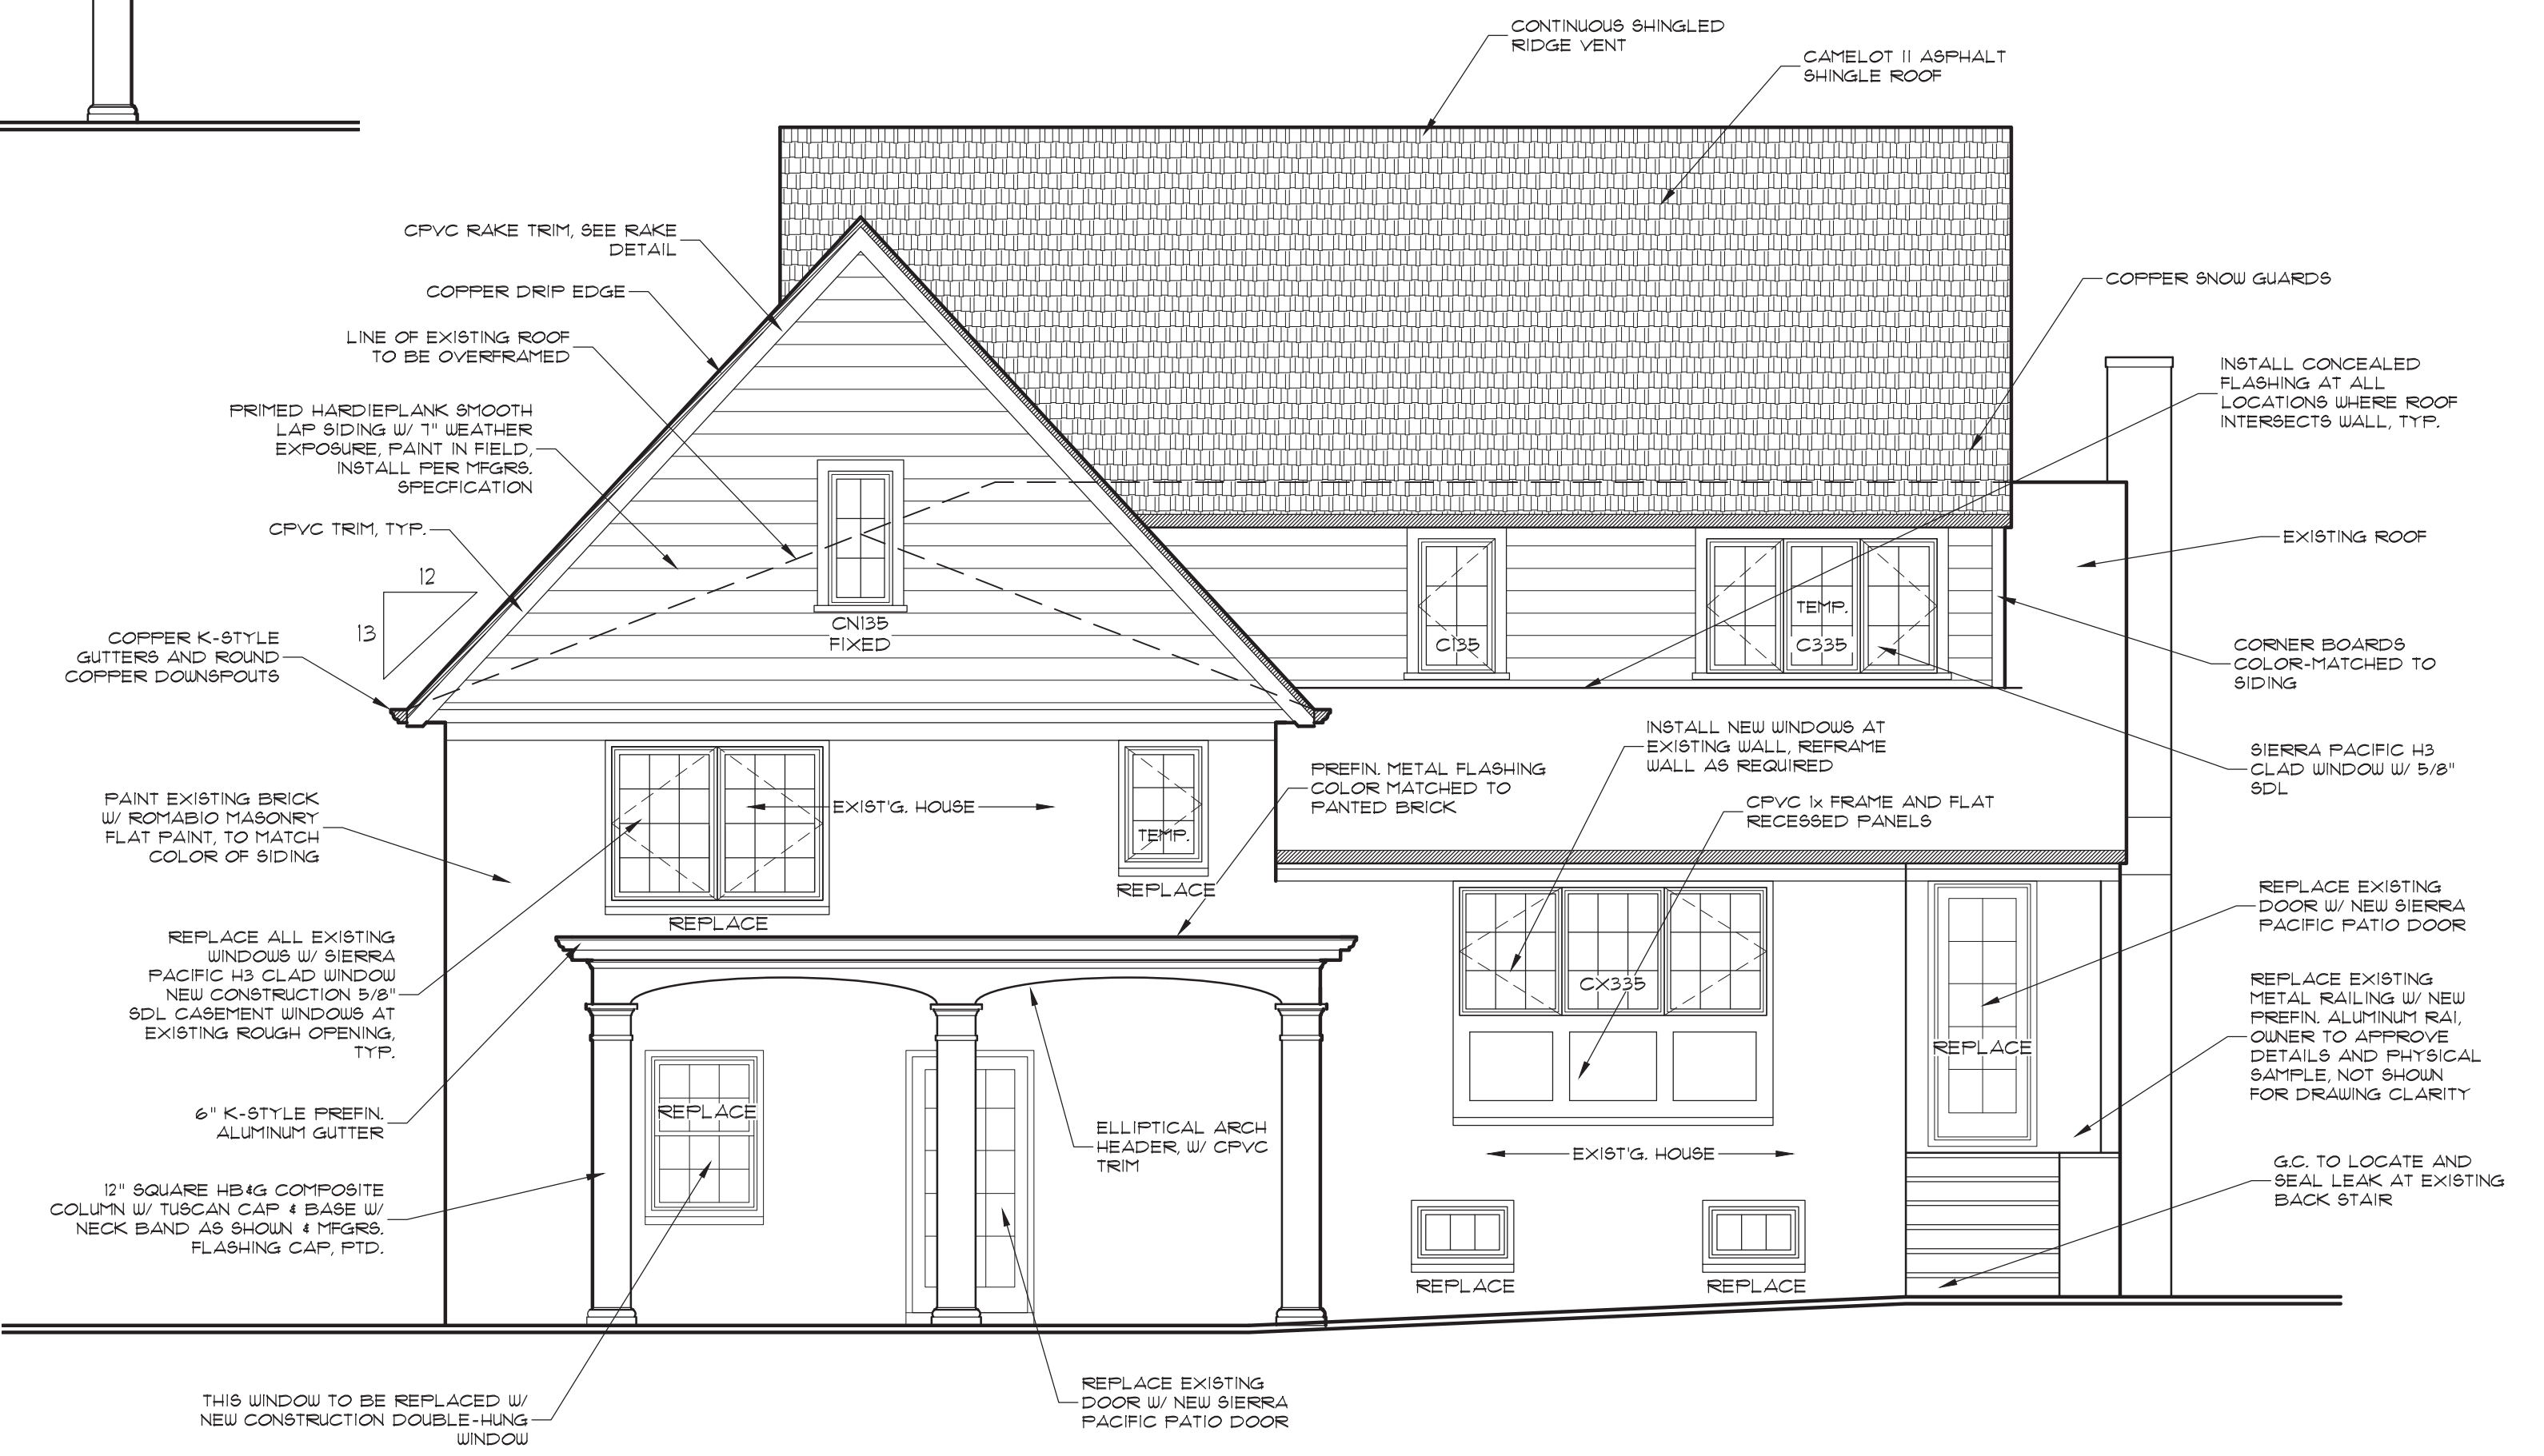 CONTINUOUS SHINGLED
RIDGE VENT
CAMELOT II ASPHALT
SHINGLE ROOF
CPVC RAKE TRIM, SEE RAKE
DETAIL
COPPER DRIP EDGE
LINE OF EXISTING ROOF
TO BE OVERFRAMED
PRIMED HARDIEPLANK SMOOTH
LAP SIDING W/ 7" WEATHER
EXPOSURE, PAINT IN FIELD,
INSTALL PER MFGRS.
SPECFICATION
CPVC TRIM, TYP.
12
13
COPPER K-STYLE
GUTTERS AND ROUND
COPPER DOWNSPOUTS
PAINT EXISTING BRICK
W/ ROMABIO MASONRY
FLAT PAINT, TO MATCH
COLOR OF SIDING
REPLACE ALL EXISTING
WINDOWS W/ SIERRA
PACIFIC H3 CLAD WINDOW
NEW CONSTRUCTION 5/8"
SDL CASEMENT WINDOWS AT
EXISTING ROUGH OPENING,
TYP.
6" K-STYLE PREFIN.
ALUMINUM GUTTER
12" SQUARE HB&G COMPOSITE
COLUMN W/ TUSCAN CAP & BASE W/
NECK BAND AS SHOWN & MFGRS.
FLASHING CAP, PTD.
THIS WINDOW TO BE REPLACED W/
NEW CONSTRUCTION DOUBLE-HUNG
WINDOW
CN135
FIXED
C135
TEMP.
C335
EXIST'G. HOUSE
TEMP.
REPLACE
REPLACE
PREFIN. METAL FLASHING
COLOR MATCHED TO
PANTED BRICK
INSTALL NEW WINDOWS AT
EXISTING WALL, REFRAME
WALL AS REQUIRED
CPVC 1x FRAME AND FLAT
RECESSED PANELS
CX335
REPLACE
REPLACE
ELLIPTICAL ARCH
HEADER, W/ CPVC
TRIM
EXIST'G. HOUSE
REPLACE
REPLACE
REPLACE EXISTING
DOOR W/ NEW SIERRA
PACIFIC PATIO DOOR
COPPER SNOW GUARDS
INSTALL CONCEALED
FLASHING AT ALL
LOCATIONS WHERE ROOF
INTERSECTS WALL, TYP.
EXISTING ROOF
CORNER BOARDS
COLOR-MATCHED TO
SIDING
SIERRA PACIFIC H3
CLAD WINDOW W/ 5/8"
SDL
REPLACE EXISTING
DOOR W/ NEW SIERRA
PACIFIC PATIO DOOR
REPLACE EXISTING
METAL RAILING W/ NEW
PREFIN. ALUMINUM RAI,
OWNER TO APPROVE
DETAILS AND PHYSICAL
SAMPLE, NOT SHOWN
FOR DRAWING CLARITY
G.C. TO LOCATE AND
SEAL LEAK AT EXISTING
BACK STAIR